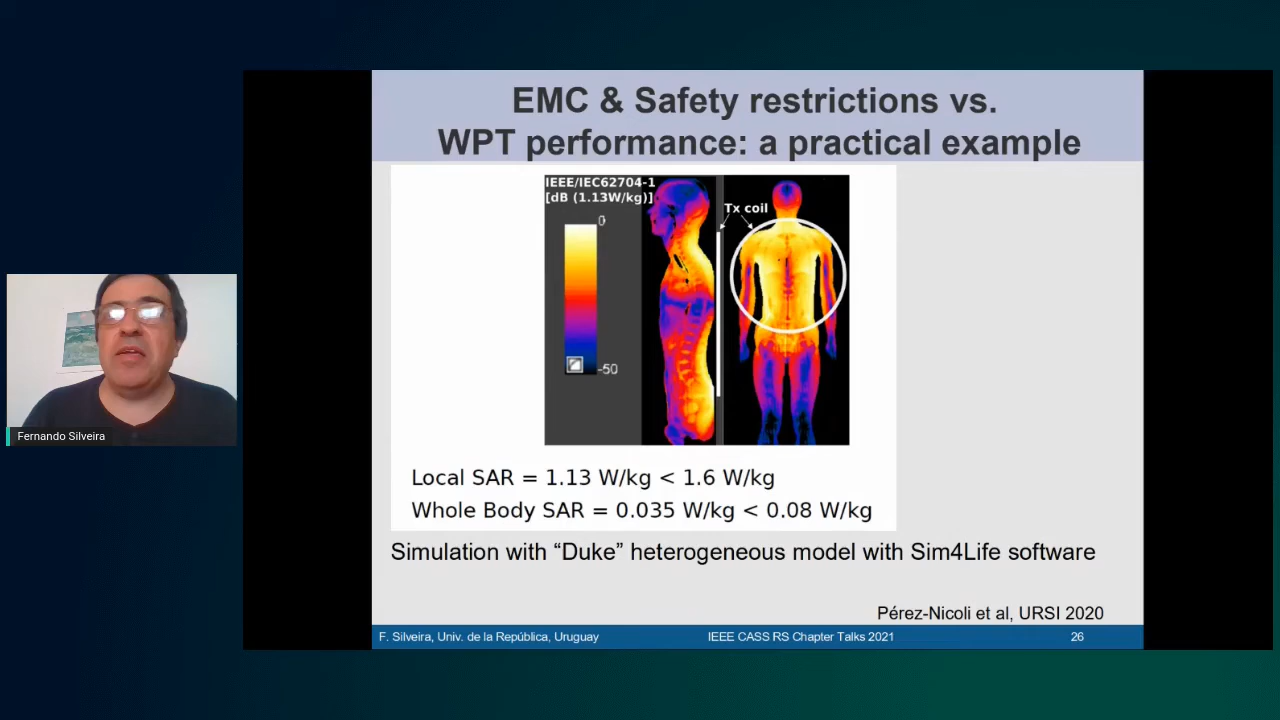 EMC & Safety restrictions vs.
WPT performance: a practical example
IEEE/IEC62704-1
[dB (1.13W/kg)]
0
Tx coil
-50
Local SAR = 1.13 W/kg < 1.6 W/kg
Whole Body SAR = 0.035 W/kg < 0.08 W/kg
Simulation with “Duke” heterogeneous model with Sim4Life software
Pérez-Nicoli et al, URSI 2020
F. Silveira, Univ. de la República, Uruguay
IEEE CASS RS Chapter Talks 2021
26
Fernando Silveira